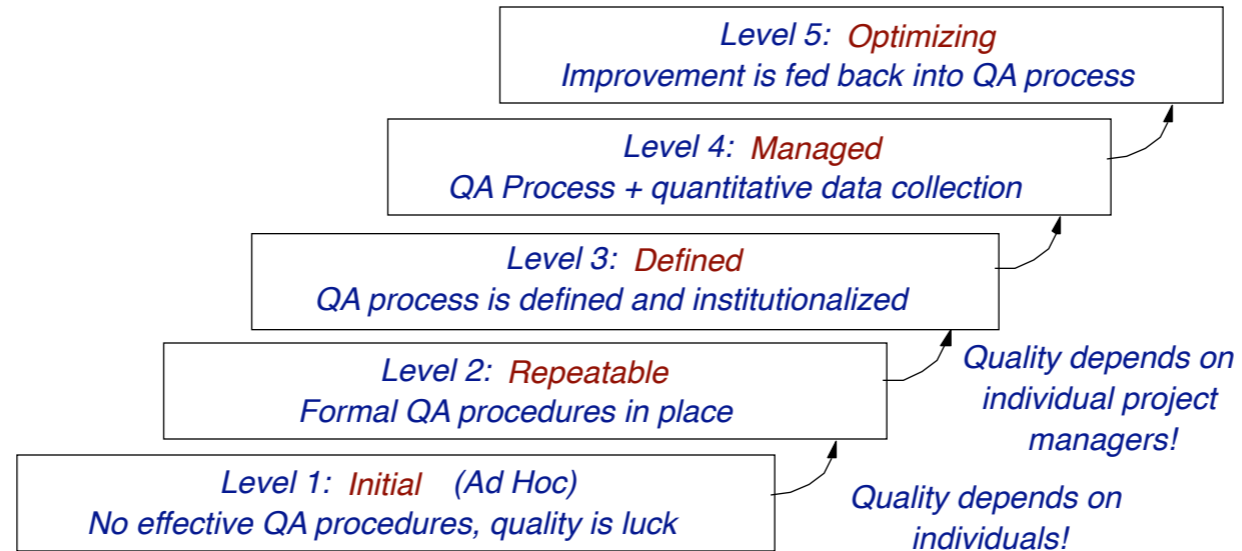 Level 5: Optimizing
Improvement is fed back into QA process
Level 4: Managed
QA Process + quantitative data collection
Level 3: Defined
QA process is defined and institutionalized
Level 2: Repeatable
Formal QA procedures in place
Quality depends on
individual project
managers!
Level 1: Initial (Ad Hoc)
No effective QA procedures, quality is luck
Quality depends on
individuals!